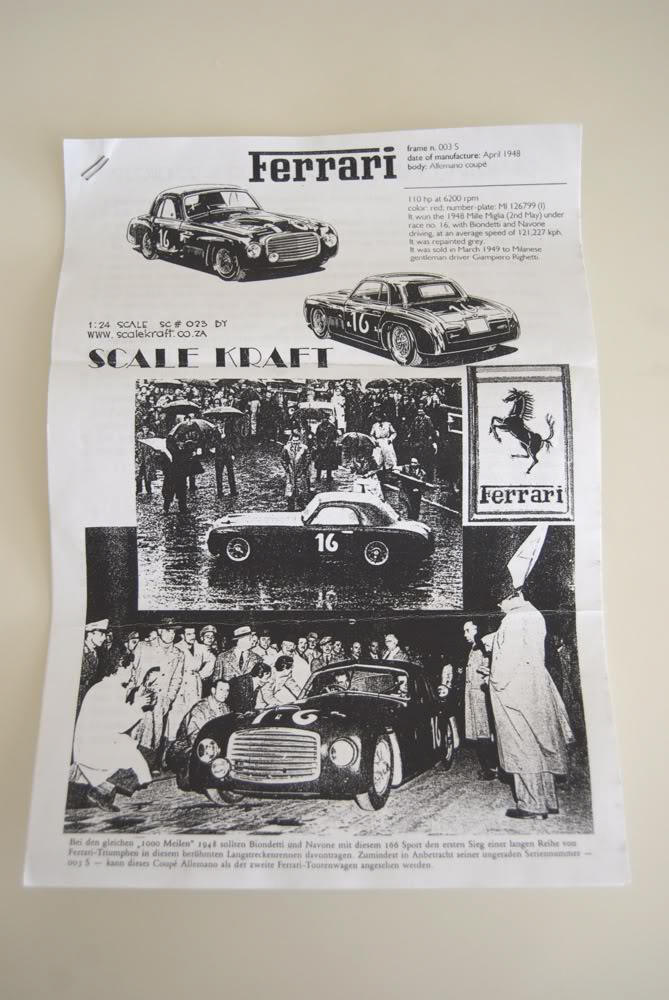 Ferrari
frame n. 003 S
date of manufacture: April 1948
body: Allemano coupé
110 hp at 6200 rpm
color: red; number-plate: MI 126799 (I)
It won the 1948 Mille Miglia (2nd May) under
race no. 16, with Biondetti and Navone
driving, at an average speed of 121,227 kph.
It was repainted grey.
It was sold in March 1949 to Milanese
gentleman driver Giampiero Righetti.
16
16
1:24 SCALE SC # 023 BY
WWW.scalekraft.co.ZA
SCALE KRAFT
Ferrari
16
16
Bei den gleichen „1000 Meilen" 1948 sollten Biondetti und Navone mit diesem 166 Sport den ersten Sieg einer langen Reihe von
Ferrari-Triumphen in diesem berühmten Langstreckenrennen davontragen. Zumindest in Anbetracht seiner ungeraden Seriennummer —
003 S — kann dieses Coupé Allemano als der zweite Ferrari-Tourenwagen angesehen werden.